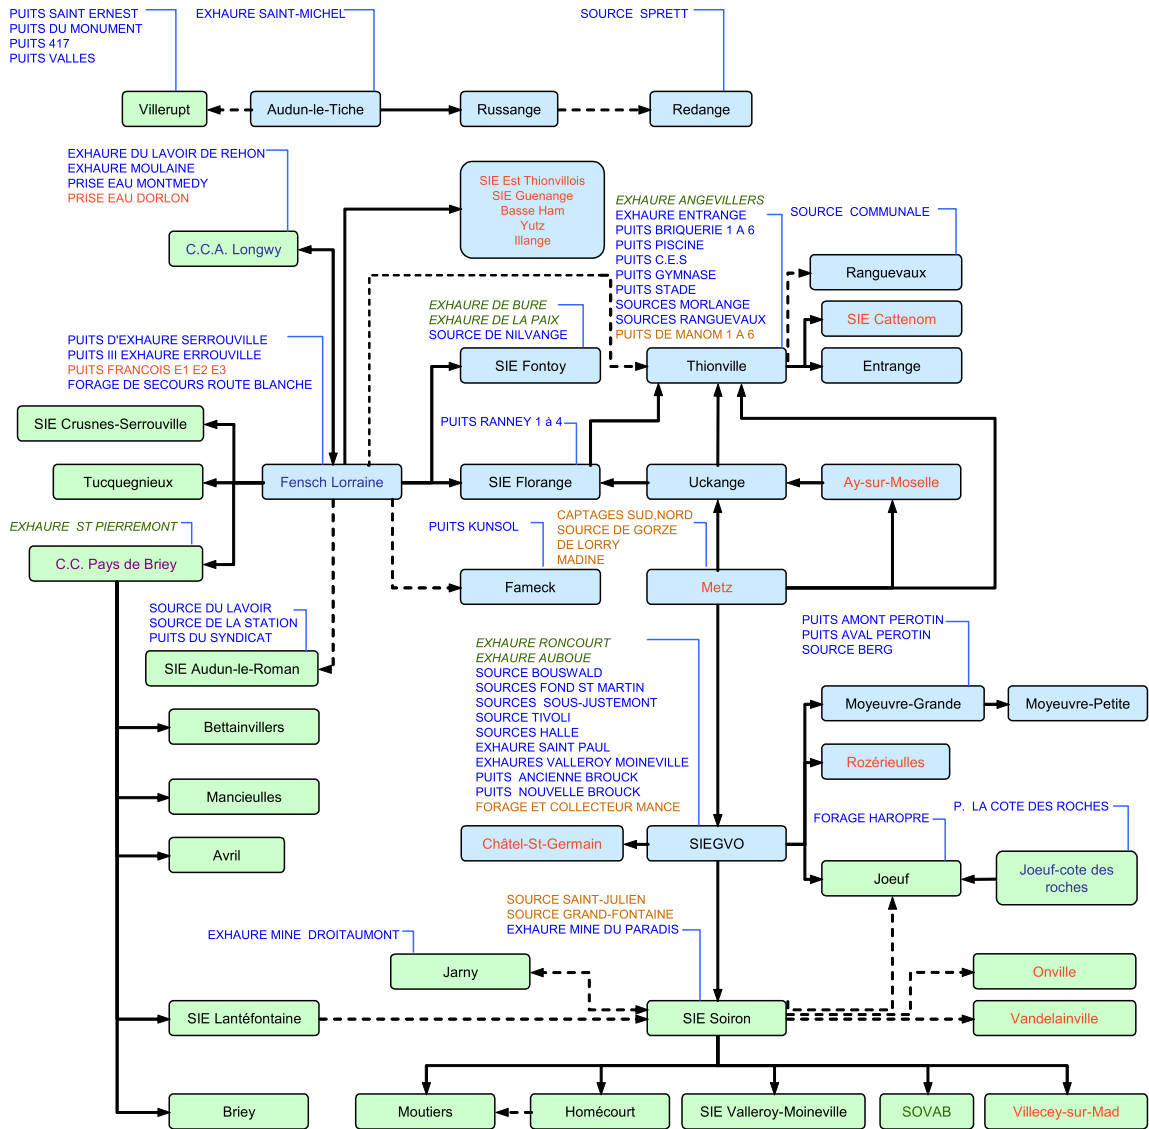 PUITS SAINT ERNEST
PUITS DU MONUMENT
PUITS 417
PUITS VALLES
EXHAURE SAINT-MICHEL
SOURCE  SPRETT
Villerupt
Audun-le-Tiche
Russange
Redange
EXHAURE DU LAVOIR DE REHON
EXHAURE MOULAINE
PRISE EAU MONTMEDY
PRISE EAU DORLON
SIE Est Thionvillois
SIE Guenange
Basse Ham
Yutz
Illange
EXHAURE ANGEVILLERS
EXHAURE ENTRANGE
PUITS BRIQUERIE 1 A 6
PUITS PISCINE
PUITS C.E.S
PUITS GYMNASE
PUITS STADE
SOURCES MORLANGE
SOURCES RANGUEVAUX
PUITS DE MANOM 1 A 6
SOURCE  COMMUNALE
C.C.A. Longwy
Ranguevaux
EXHAURE DE BURE
EXHAURE DE LA PAIX
SOURCE DE NILVANGE
SIE Cattenom
PUITS D'EXHAURE SERROUVILLE
PUITS III EXHAURE ERROUVILLE
PUITS FRANCOIS E1 E2 E3
FORAGE DE SECOURS ROUTE BLANCHE
SIE Fontoy
Thionville
Entrange
SIE Crusnes-Serrouville
PUITS RANNEY 1 à 4
Tucquegnieux
Fensch Lorraine
SIE Florange
Uckange
Ay-sur-Moselle
EXHAURE  ST PIERREMONT
PUITS KUNSOL
CAPTAGES SUD,NORD
SOURCE DE GORZE
DE LORRY
MADINE
C.C. Pays de Briey
Fameck
Metz
SOURCE DU LAVOIR
SOURCE DE LA STATION
PUITS DU SYNDICAT
PUITS AMONT PEROTIN
PUITS AVAL PEROTIN
SOURCE BERG
SIE Audun-le-Roman
EXHAURE RONCOURT
EXHAURE AUBOUE
SOURCE BOUSWALD
SOURCES FOND ST MARTIN
SOURCES  SOUS-JUSTEMONT
SOURCE TIVOLI
SOURCES HALLE
EXHAURE SAINT PAUL
EXHAURES VALLEROY MOINEVILLE
PUITS  ANCIENNE BROUCK
PUITS  NOUVELLE BROUCK
FORAGE ET COLLECTEUR MANCE
Moyeuvre-Grande
Moyeuvre-Petite
Bettainvillers
Rozérieulles
Mancieulles
P.  LA COTE DES ROCHES
FORAGE HAROPRE
Avril
Châtel-St-Germain
SIEGVO
Joeuf
Joeuf-cote des
roches
SOURCE SAINT-JULIEN
SOURCE GRAND-FONTAINE
EXHAURE MINE DU PARADIS
EXHAURE MINE  DROITAUMONT
Jarny
Onville
SIE Lantéfontaine
SIE Soiron
Vandelainville
Briey
Moutiers
Homécourt
SIE Valleroy-Moineville
SOVAB
Villecey-sur-Mad